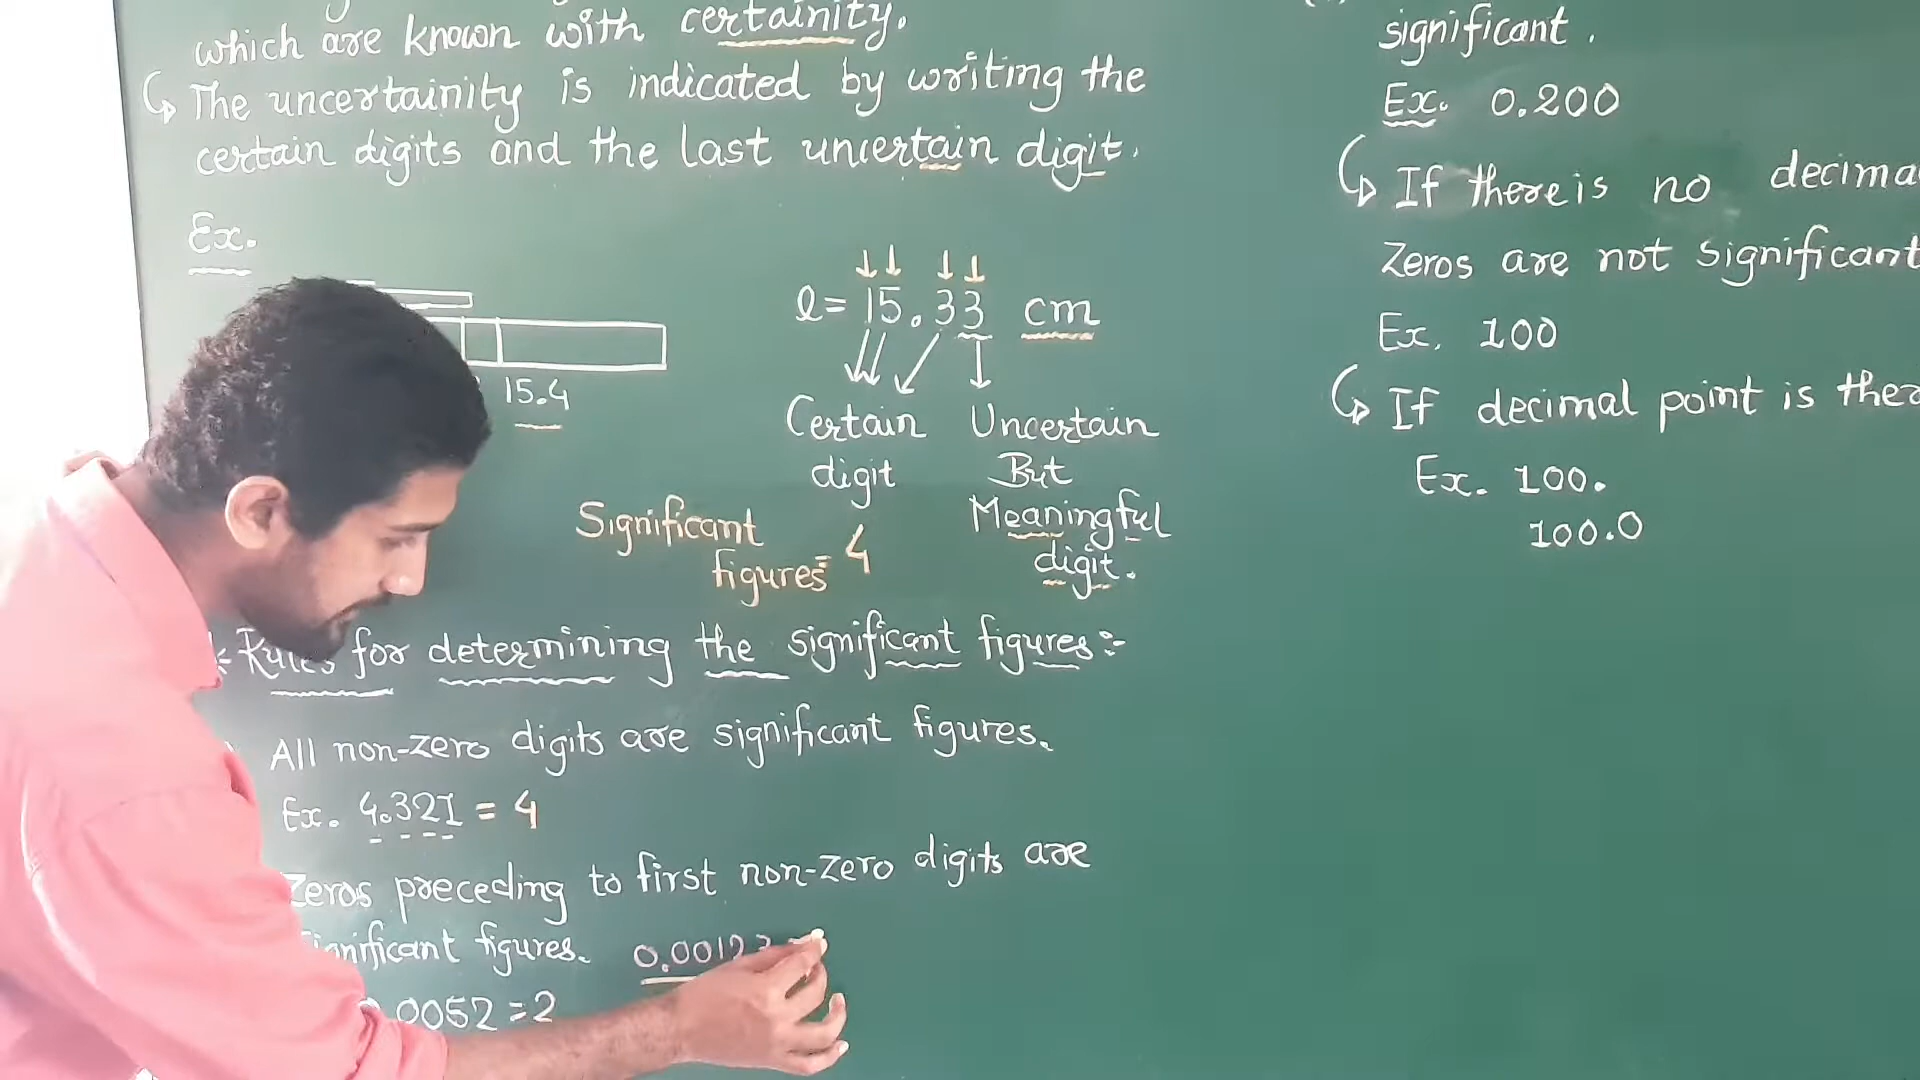 which are known with certainity.
↳ The uncertainity is indicated by writing the
certain digits and the last uncertain digit.
Ex.
15.4
l = 15.33 cm
Certain digit
Uncertain But Meaningful digit.
Significant figures = 4
Rules for determining the significant figures :-
All non-zero digits are significant figures.
Ex. 4.321 = 4
Zeros preceding to first non-zero digits are
figures. 0.00123
0052 = 2
significant.
Ex. 0.200
↳ If there is no
Zeros are not significant
Ex. 100
↳ If decimal point is
Ex. 100.
100.0